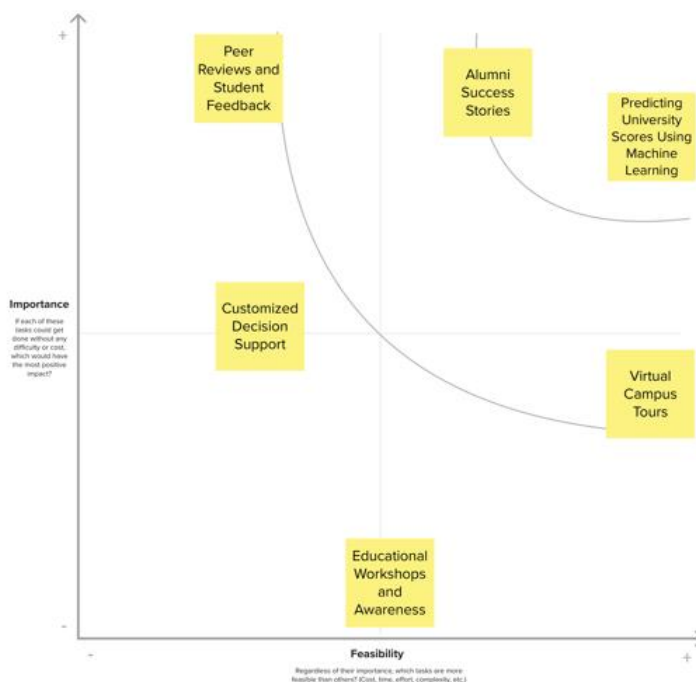 +
Peer
Reviews and
Student
Feedback
Alumni
Success
Stories
Predicting
University
Scores Using
Machine
Learning
Importance
If each of these
tasks could get
done without any
difficulty or cost,
which would have
the most positive
impact?
Customized
Decision
Support
Virtual
Campus
Tours
Educational
Workshops
and
Awareness
-
-
Feasibility
+
Regardless of their importance, which tasks are more
feasible than others? (Cost, time, effort, complexity, etc.)